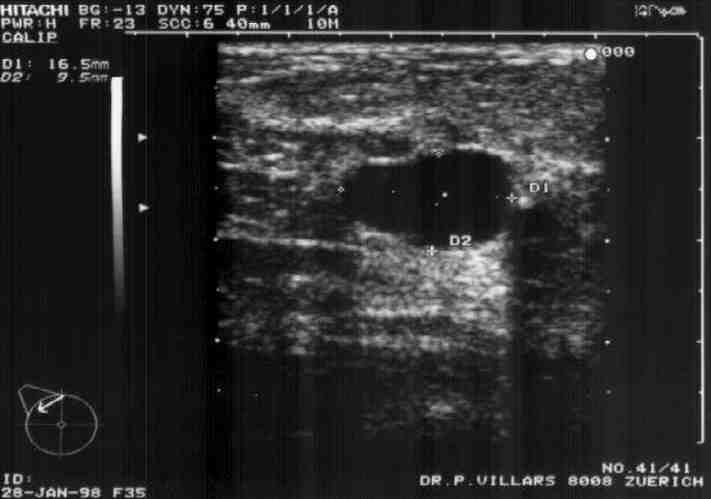 HITACHI BG:-13 DYN:75 P:1/1/1/A
PWR:H FR:23 SCC:6 40mm 10M
CALIP
D1: 16.5mm
D2: 9.5mm
000
D1
D2
NO.41/41
ID:
DR.P.VILLARS 8008 ZUERICH
28-JAN-98 F35